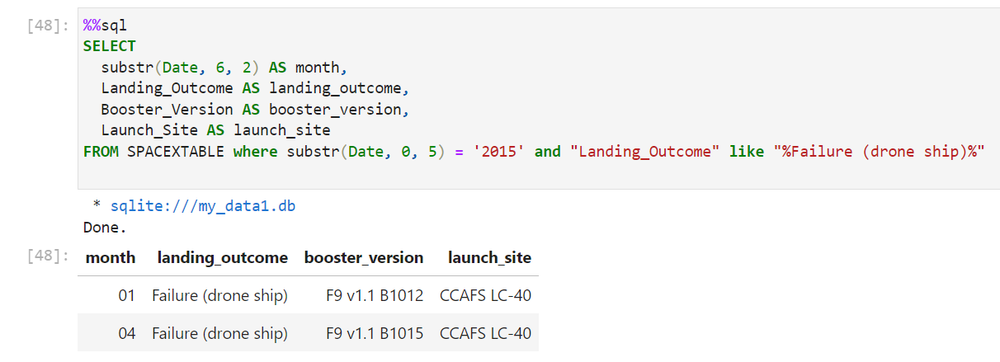 [48]: %%sql
SELECT
substr(Date, 6, 2) AS month,
Landing_Outcome AS landing_outcome,
Booster_Version AS booster_version,
Launch_Site AS launch_site
FROM SPACEXTABLE where substr(Date, 0, 5) = '2015' and "Landing_Outcome" like "%Failure (drone ship)%"
* sqlite:///my_data1.db
Done.
[48]: month landing_outcome booster_version launch_site
01 Failure (drone ship) F9 v1.1 B1012 CCAFS LC-40
04 Failure (drone ship) F9 v1.1 B1015 CCAFS LC-40